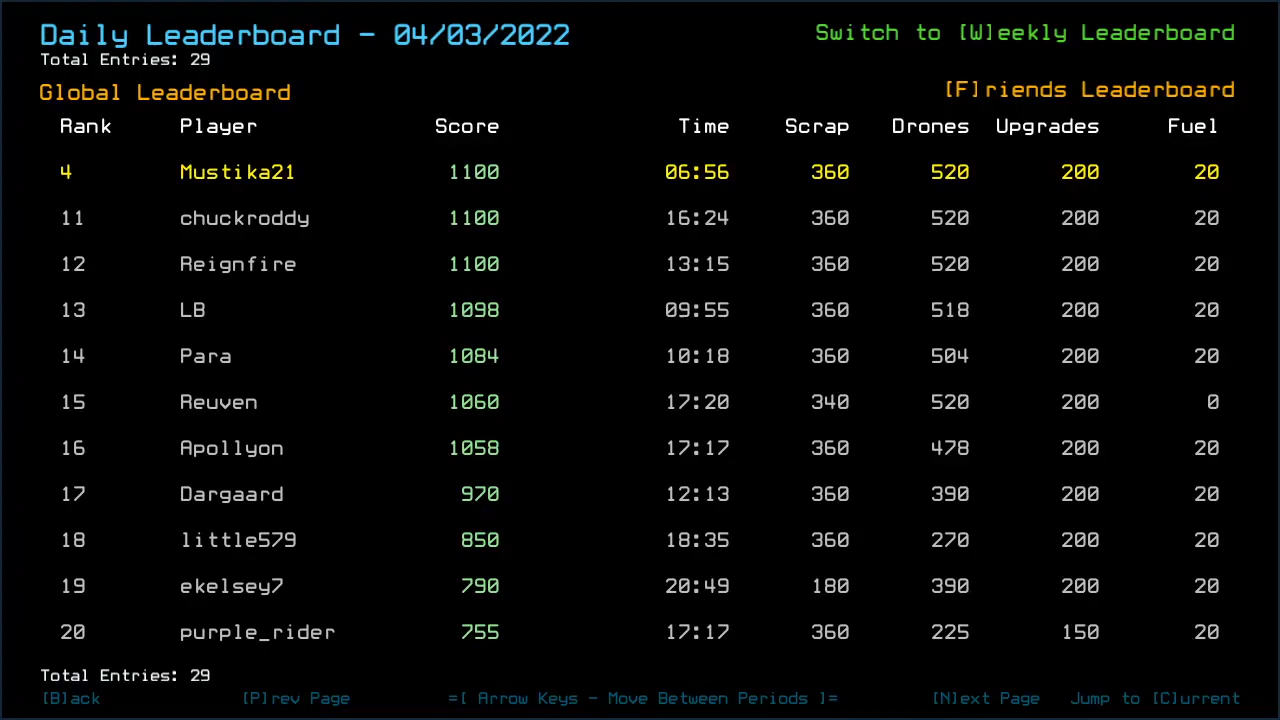 Daily Leaderboard - 04/03/2022 Switch to [W]eekly Leaderboard
Total Entries: 29
Global Leaderboard [F]riends Leaderboard
Rank Player Score Time Scrap Drones Upgrades Fuel
4 Mustika21 1100 06:56 360 520 200 20
11 chuckroddy 1100 16:24 360 520 200 20
12 Reignfire 1100 13:15 360 520 200 20
13 LB 1098 09:55 360 518 200 20
14 Para 1084 10:18 360 504 200 20
15 Reuven 1060 17:20 340 520 200 0
16 Apollyon 1058 17:17 360 478 200 20
17 Dargaard 970 12:13 360 390 200 20
18 little579 850 18:35 360 270 200 20
19 ekelsey7 790 20:49 180 390 200 20
20 purple_rider 755 17:17 360 225 150 20
Total Entries: 29
[B]ack [P]rev Page =[ Arrow Keys - Move Between Periods ]= [N]ext Page Jump to [C]urrent